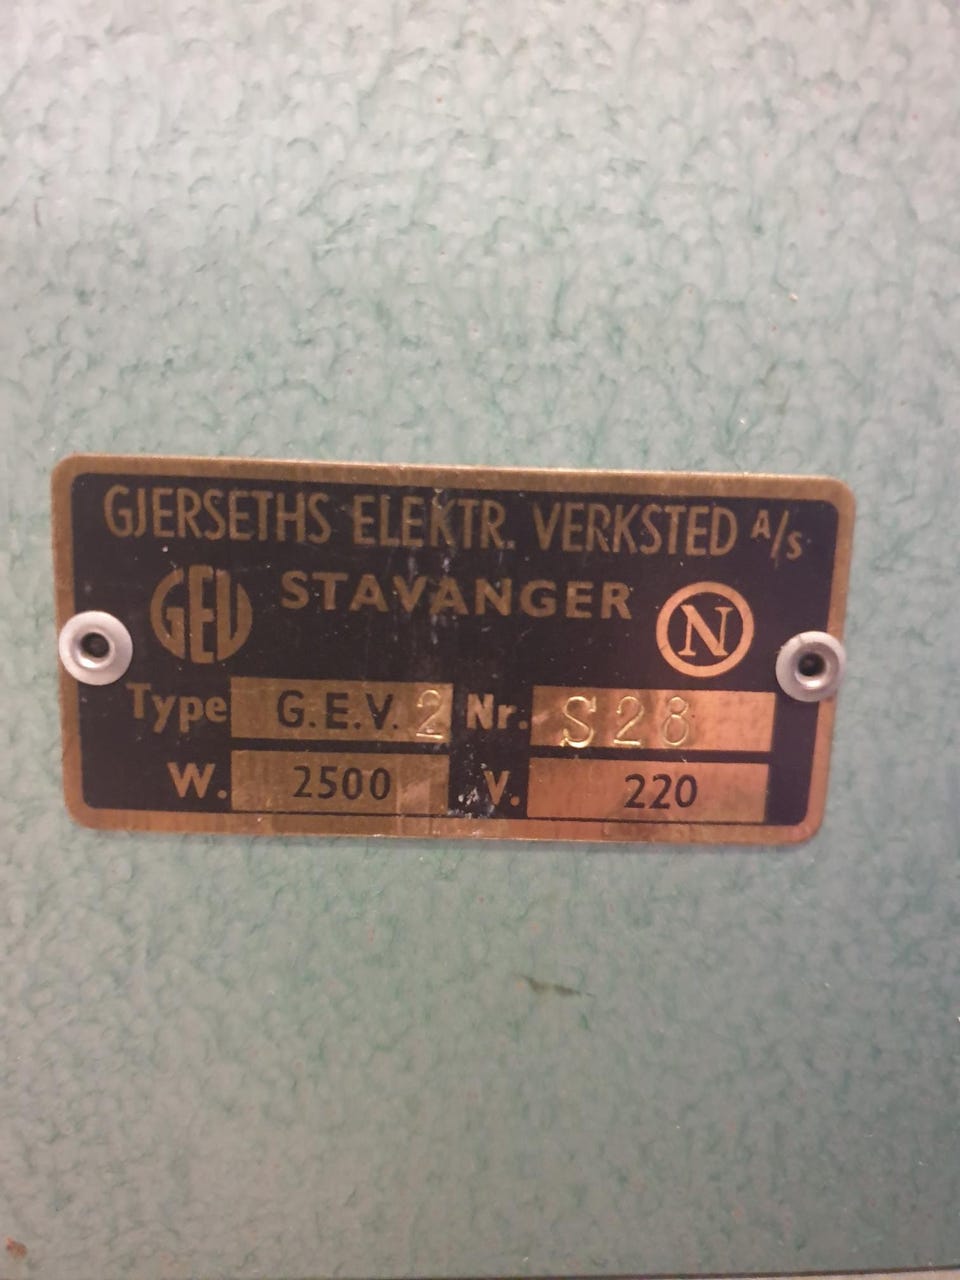 GJERSETHS ELEKTR. VERKSTED A/S
GEV STAVANGER N
Type G.E.V. 2 Nr. S28
W. 2500 V. 220